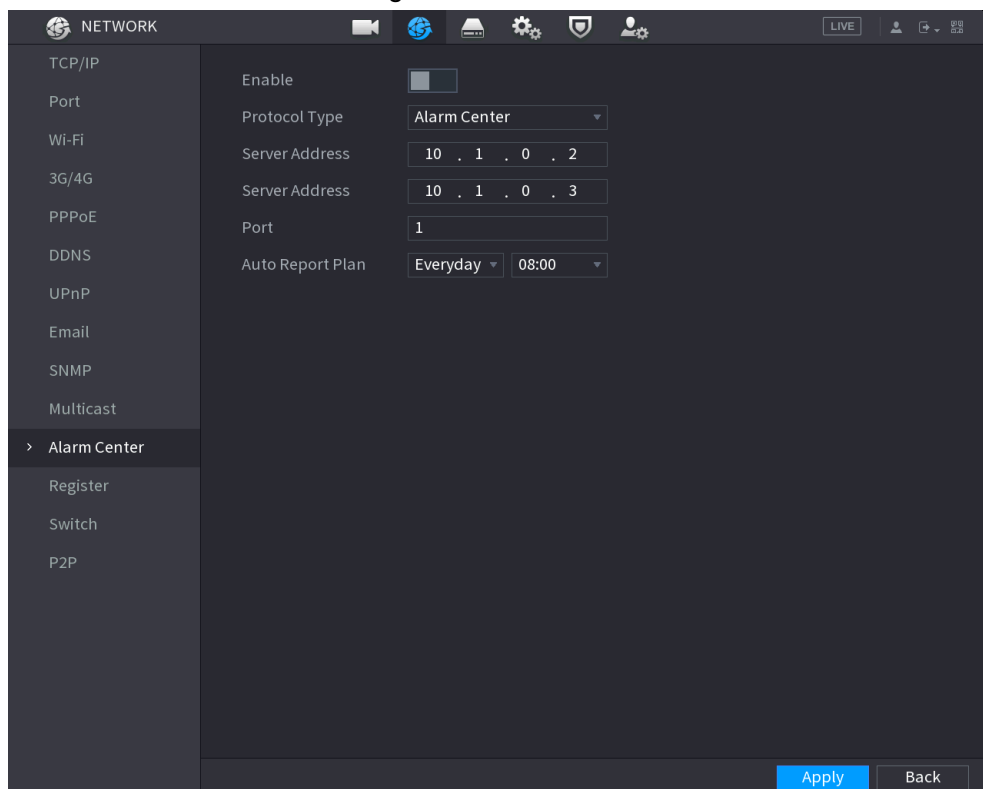 NETWORK
LIVE
TCP/IP
Port
Wi-Fi
3G/4G
PPPoE
DDNS
UPnP
Email
SNMP
Multicast
> Alarm Center
Register
Switch
P2P
Enable
Protocol Type Alarm Center
Server Address 10 . 1 . 0 . 2
Server Address 10 . 1 . 0 . 3
Port 1
Auto Report Plan Everyday 08:00
Apply Back